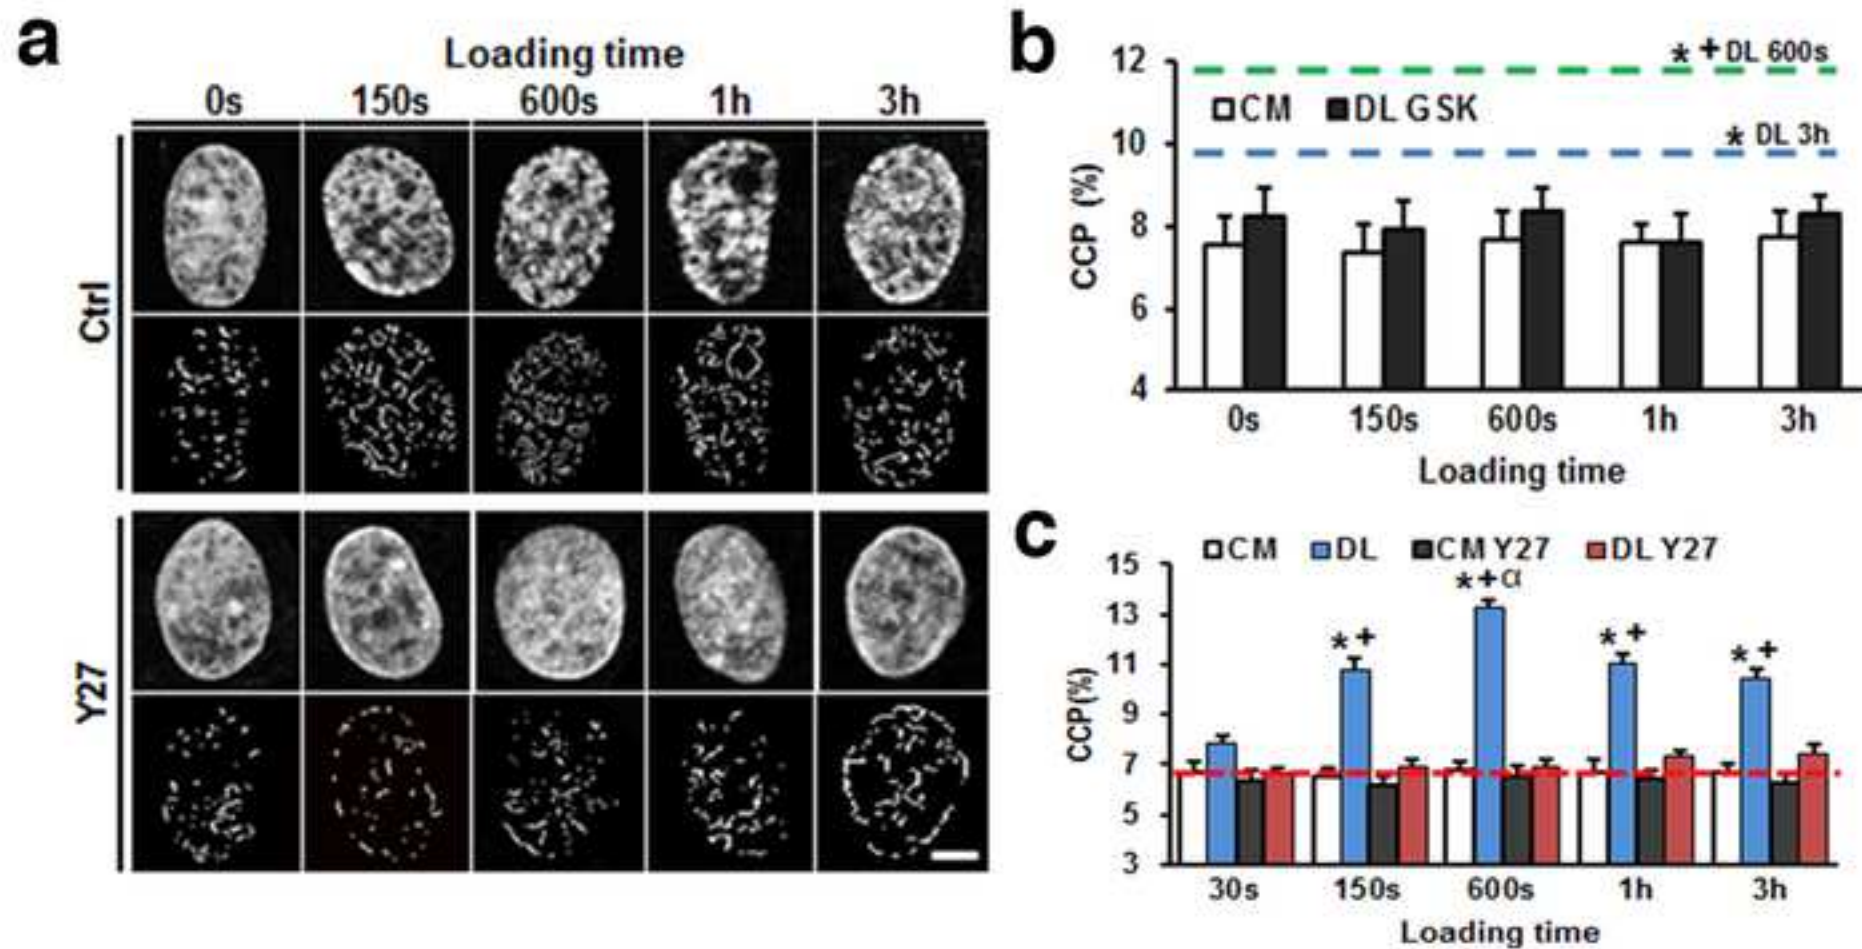 a
Loading time
0s 150s 600s 1h 3h
Ctrl
Y27
b
12
10
8
6
4
CCP (%)
* + DL 600s
CM DL GSK
* DL 3h
0s 150s 600s 1h 3h
Loading time
c
CM DL CM Y27 DL Y27
15
13
11
9
7
5
3
CCP(%)
* +
* + α
* +
* +
30s 150s 600s 1h 3h
Loading time